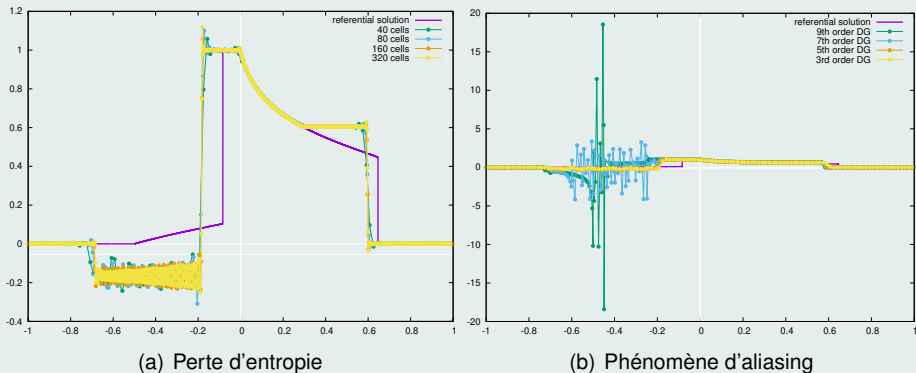 referential solution
40 cells
80 cells
160 cells
320 cells
1.2
1
0.8
0.6
0.4
0.2
0
-0.2
-0.4
-1 -0.8 -0.6 -0.4 -0.2 0 0.2 0.4 0.6 0.8 1
(a) Perte d'entropie
referential solution
9th order DG
7th order DG
5th order DG
3rd order DG
20
15
10
5
0
-5
-10
-15
-20
-1 -0.8 -0.6 -0.4 -0.2 0 0.2 0.4 0.6 0.8 1
(b) Phénomène d'aliasing